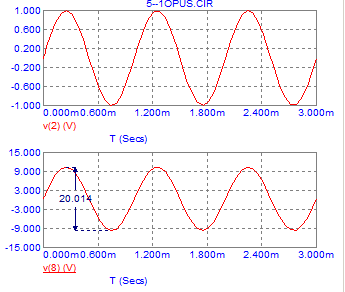 5--1OPUS.CIR
1.000
0.600
0.200
-0.200
-0.600
-1.000
0.000m 0.600m 1.200m 1.800m 2.400m 3.000m
v(2) (V)
T (Secs)
15.000
9.000
3.000
-3.000
-9.000
-15.000
20.014
0.000m 0.600m 1.200m 1.800m 2.400m 3.000m
v(8) (V)
T (Secs)